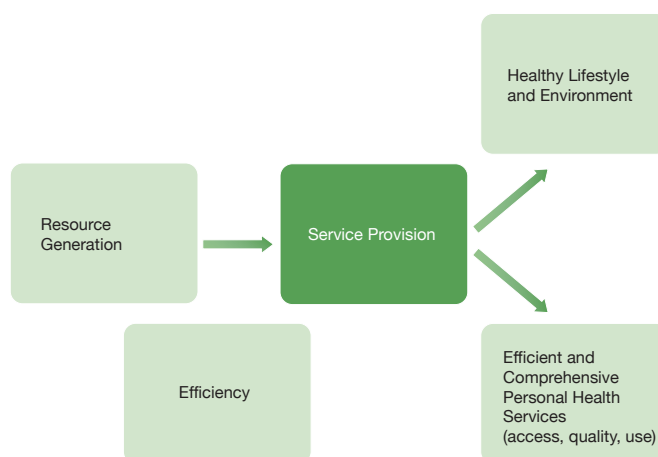 Healthy Lifestyle
and Environment
Resource
Generation
Service Provision
Efficiency
Efficient and
Comprehensive
Personal Health
Services
(access, quality, use)